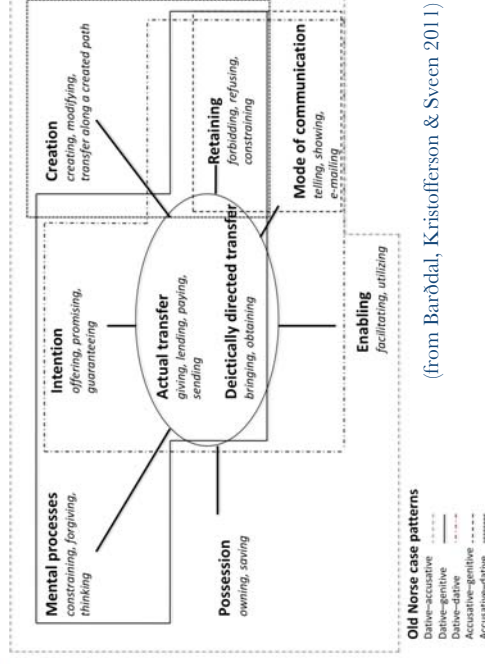 Mental processes
constraining, forgiving,
thinking
Intention
offering, promising,
guaranteeing
Creation
creating, modifying,
transfer along a created path
Actual transfer
giving, lending, paying,
sending
Deictically directed transfer
bringing, obtaining
Retaining
forbidding, refusing,
constraining
Possession
owning, saving
Mode of communication
telling, showing,
e-mailing
Enabling
facilitating, utilizing
Old Norse case patterns
Dative–accusative
Dative–genitive
Dative–dative
Accusative–genitive
Accusative–dative
(from Barðdal, Kristofferson & Sveen 2011)